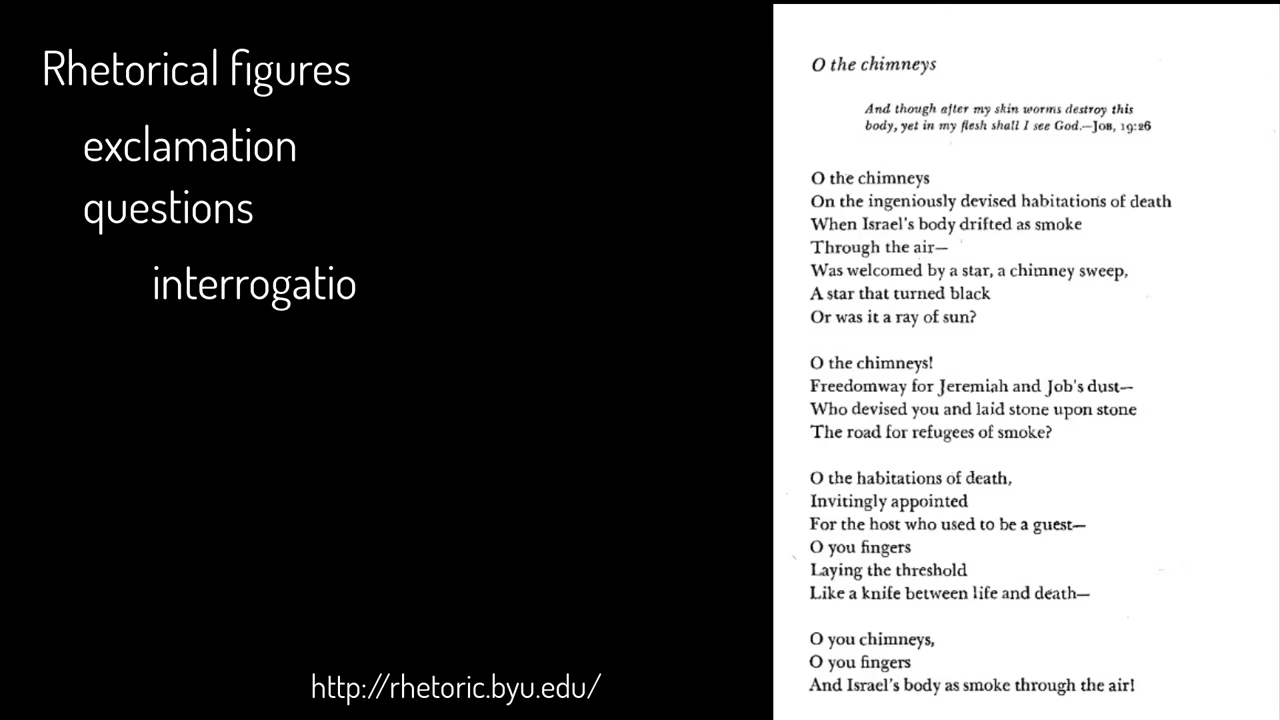 Rhetorical figures
exclamation
questions
interrogatio
http://rhetoric.byu.edu/
O the chimneys
And though after my skin worms destroy this
body, yet in my flesh shall I see God.—JOB, 19:26
O the chimneys
On the ingeniously devised habitations of death
When Israel's body drifted as smoke
Through the air—
Was welcomed by a star, a chimney sweep,
A star that turned black
Or was it a ray of sun?
O the chimneys!
Freedomway for Jeremiah and Job's dust—
Who devised you and laid stone upon stone
The road for refugees of smoke?
O the habitations of death,
Invitingly appointed
For the host who used to be a guest—
O you fingers
Laying the threshold
Like a knife between life and death—
O you chimneys,
O you fingers
And Israel's body as smoke through the air!